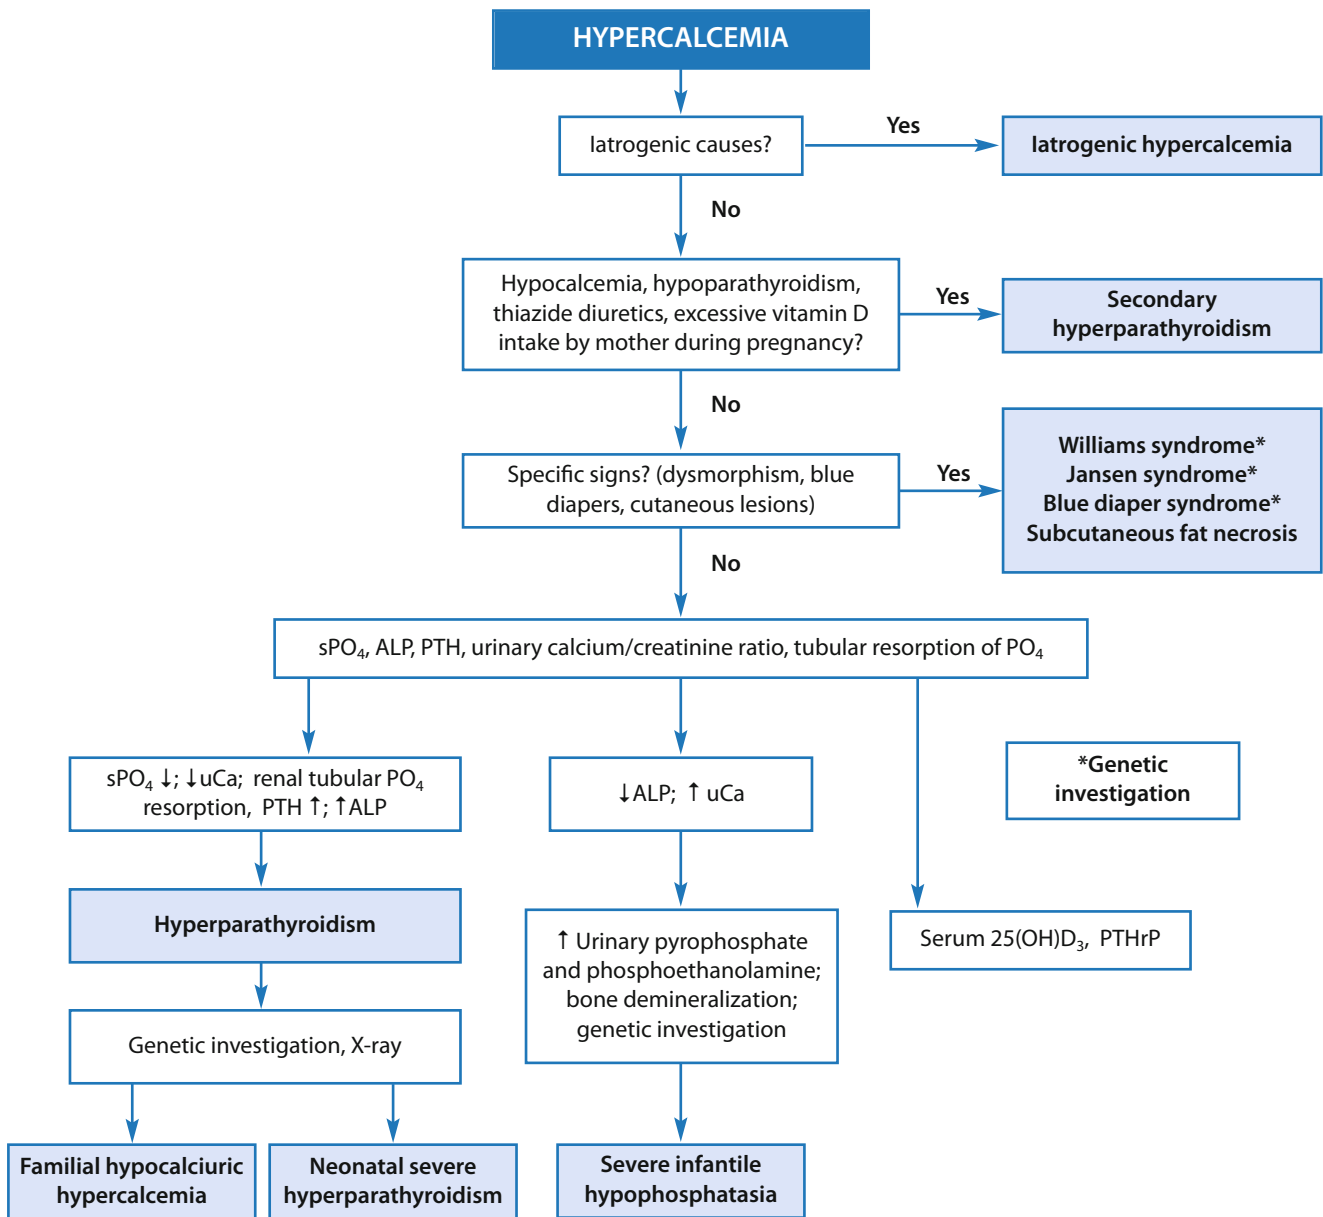 HYPERCALCEMIA
Iatrogenic causes?
Yes
Iatrogenic hypercalcemia
No
Hypocalcemia, hypoparathyroidism,
thiazide diuretics, excessive vitamin D
intake by mother during pregnancy?
Yes
Secondary
hyperparathyroidism
No
Specific signs? (dysmorphism, blue
diapers, cutaneous lesions)
Yes
Williams syndrome*
Jansen syndrome*
Blue diaper syndrome*
Subcutaneous fat necrosis
No
sPO₄, ALP, PTH, urinary calcium/creatinine ratio, tubular resorption of PO₄
sPO₄ ↓; ↓uCa; renal tubular PO₄
resorption, PTH ↑; ↑ALP
↓ALP; ↑ uCa
*Genetic
investigation
Hyperparathyroidism
↑ Urinary pyrophosphate
and phosphoethanolamine;
bone demineralization;
genetic investigation
Serum 25(OH)D₃, PTHrP
Genetic investigation, X-ray
Familial hypocalciuric
hypercalcemia
Neonatal severe
hyperparathyroidism
Severe infantile
hypophosphatasia